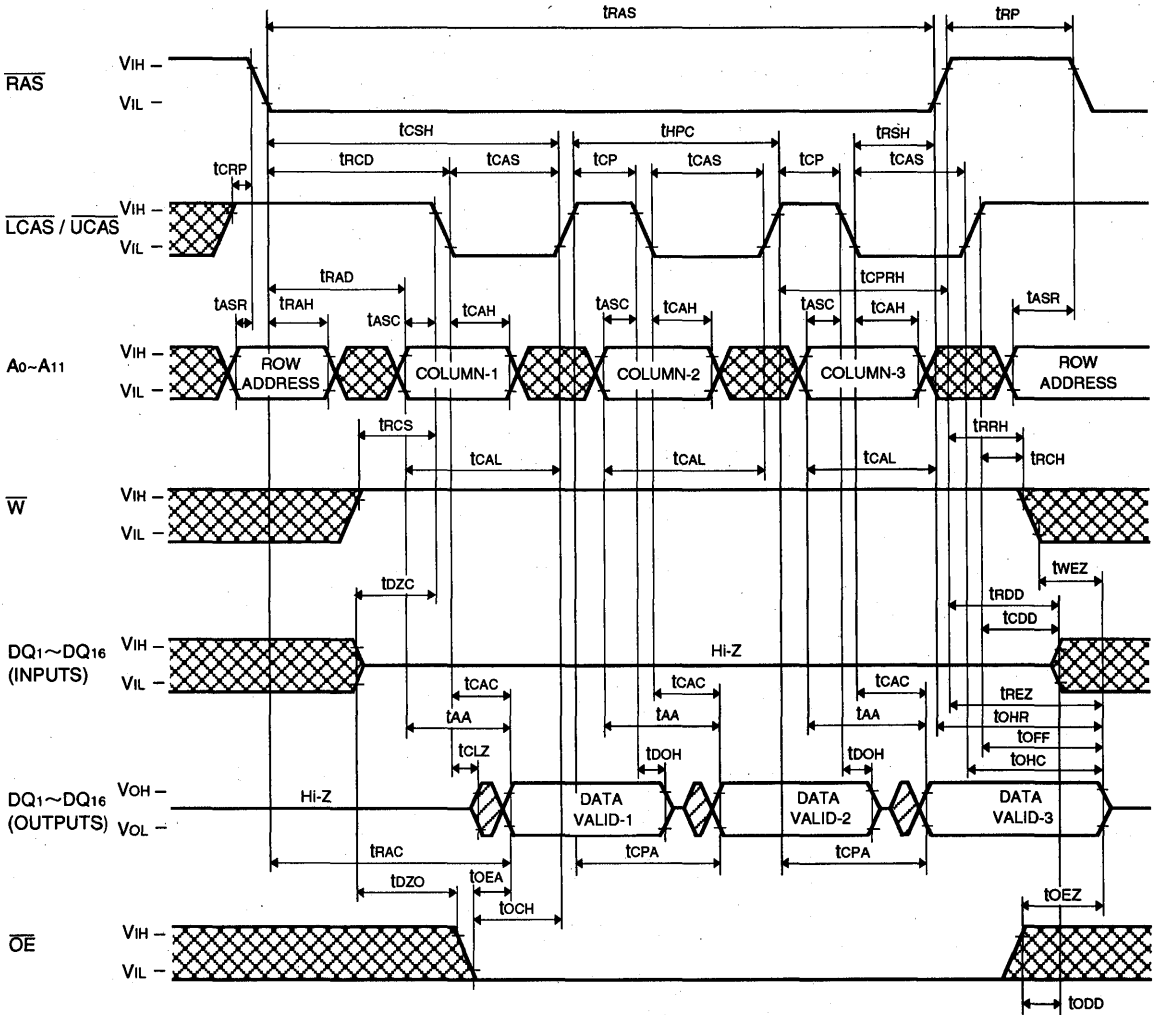 tRAS tRP
RAS VIH
VIL
tCSH tHPC tRSH
tCRP tRCD tCAS tCP tCAS tCP tCAS
LCAS / UCAS VIH
VIL
tRAD tCPRH
tASR tRAH tASC tCAH tASC tCAH tASC tCAH tASR
A0~A11 VIH
VIL
ROW ADDRESS COLUMN-1 COLUMN-2 COLUMN-3 ROW ADDRESS
tRCS tRRH
tCAL tCAL tCAL tRCH
W VIH
VIL
tWEZ
tDZC tRDD
tCDD
DQ1~DQ16 (INPUTS) VIH
VIL
Hi-Z
tCAC tCAC tCAC tREZ
tAA tAA tAA tOHR
tCLZ tDOH tDOH tOFF
tOHC
DQ1~DQ16 (OUTPUTS) VOH
VOL
Hi-Z DATA VALID-1 DATA VALID-2 DATA VALID-3
tRAC tCPA tCPA
tDZO tOEA tOEZ
tOCH
OE VIH
VIL
tODD